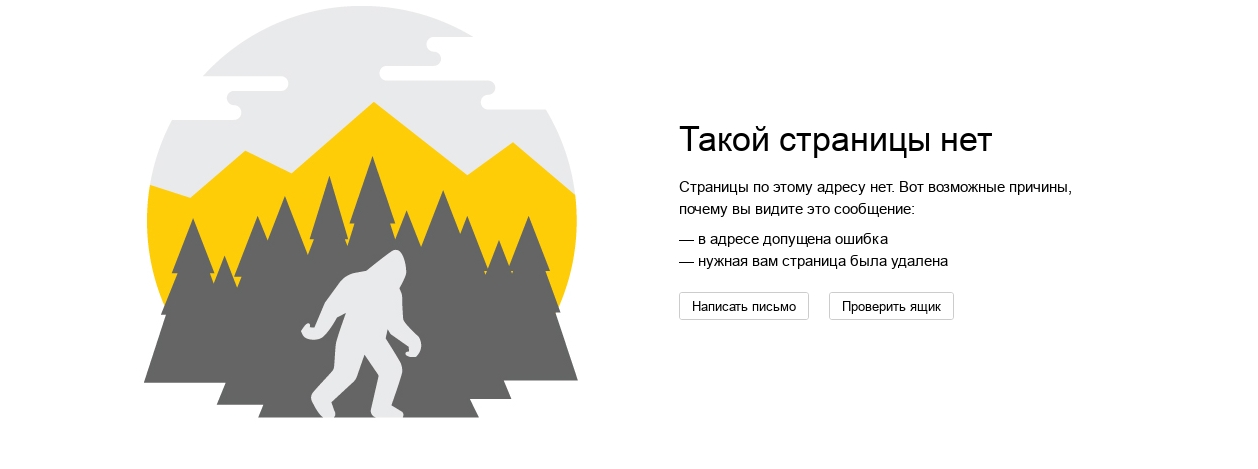 Такой страницы нет
Страницы по этому адресу нет. Вот возможные причины,
почему вы видите это сообщение:
— в адресе допущена ошибка
— нужная вам страница была удалена
Написать письмо
Проверить ящик